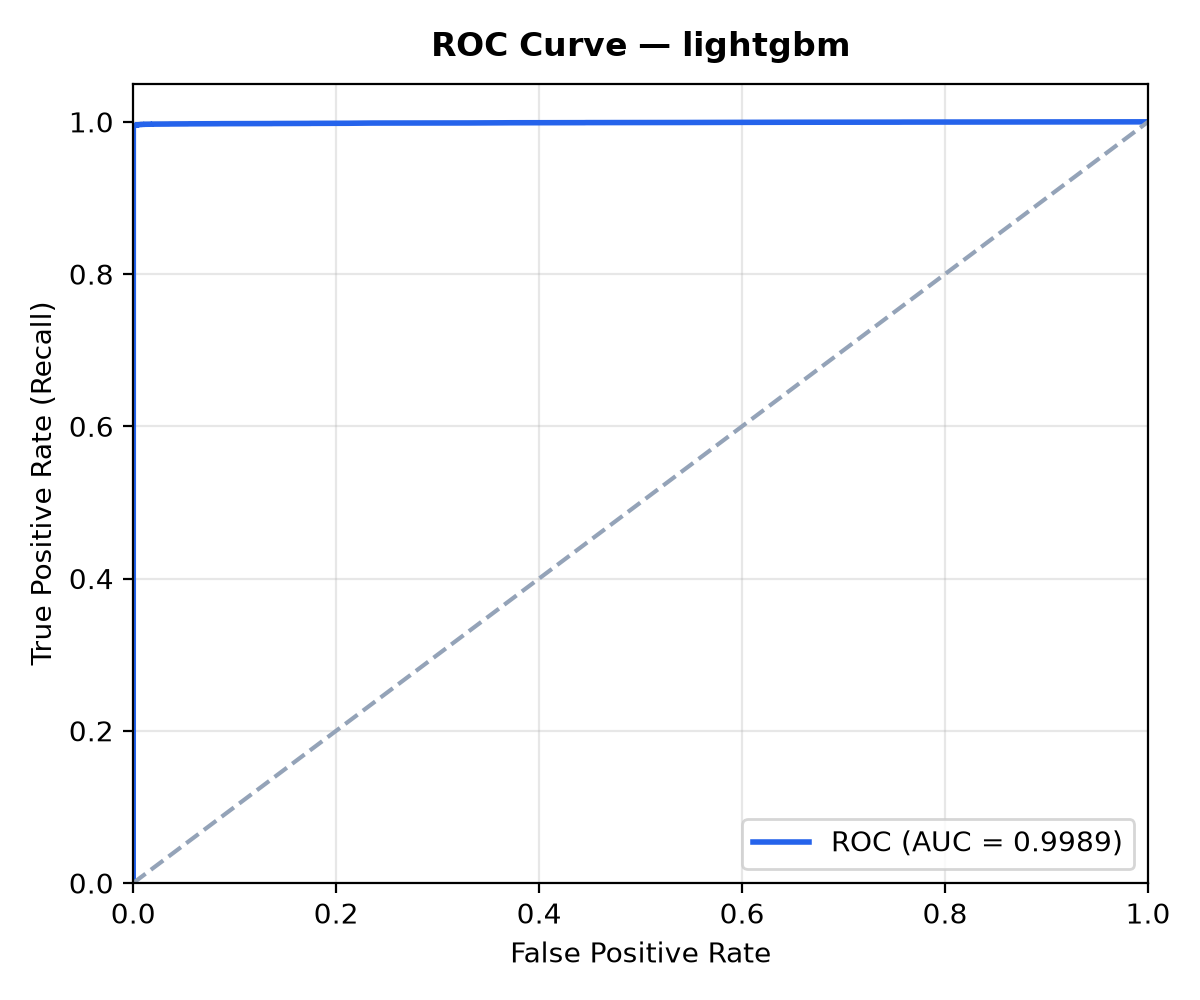 ROC Curve — lightgbm
True Positive Rate (Recall)
1.0
0.8
0.6
0.4
0.2
0.0
ROC (AUC = 0.9989)
0.0 0.2 0.4 0.6 0.8 1.0
False Positive Rate